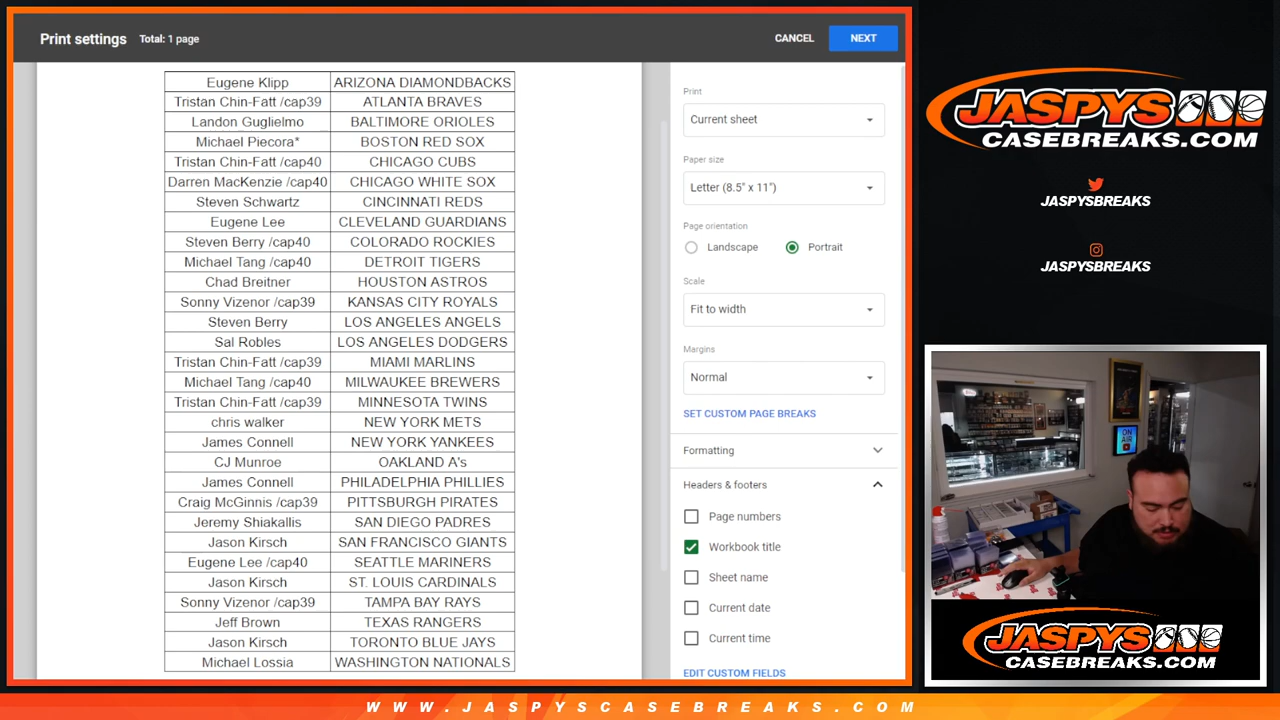 Print settings Total: 1 page CANCEL NEXT
Eugene Klipp ARIZONA DIAMONDBACKS
Tristan Chin-Fatt /cap39 ATLANTA BRAVES
Landon Guglielmo BALTIMORE ORIOLES
Michael Piecora* BOSTON RED SOX
Tristan Chin-Fatt /cap40 CHICAGO CUBS
Darren MacKenzie /cap40 CHICAGO WHITE SOX
Steven Schwartz CINCINNATI REDS
Eugene Lee CLEVELAND GUARDIANS
Steven Berry /cap40 COLORADO ROCKIES
Michael Tang /cap40 DETROIT TIGERS
Chad Breitner HOUSTON ASTROS
Sonny Vizenor /cap39 KANSAS CITY ROYALS
Steven Berry LOS ANGELES ANGELS
Sal Robles LOS ANGELES DODGERS
Tristan Chin-Fatt /cap39 MIAMI MARLINS
Michael Tang /cap40 MILWAUKEE BREWERS
Tristan Chin-Fatt /cap39 MINNESOTA TWINS
chris walker NEW YORK METS
James Connell NEW YORK YANKEES
CJ Munroe OAKLAND A's
James Connell PHILADELPHIA PHILLIES
Craig McGinnis /cap39 PITTSBURGH PIRATES
Jeremy Shiakallis SAN DIEGO PADRES
Jason Kirsch SAN FRANCISCO GIANTS
Eugene Lee /cap40 SEATTLE MARINERS
Jason Kirsch ST. LOUIS CARDINALS
Sonny Vizenor /cap39 TAMPA BAY RAYS
Jeff Brown TEXAS RANGERS
Jason Kirsch TORONTO BLUE JAYS
Michael Lossia WASHINGTON NATIONALS
Print
Current sheet
Paper size
Letter (8.5" x 11")
Page orientation
Landscape Portrait
Scale
Fit to width
Margins
Normal
SET CUSTOM PAGE BREAKS
Formatting
Headers & footers
Page numbers
Workbook title
Sheet name
Current date
Current time
EDIT CUSTOM FIELDS
JASPYS
CASEBREAKS.COM
JASPYSBREAKS
JASPYSBREAKS
ON
AIR
JASPYS
CASEBREAKS.COM
WWW.JASPYSCASEBREAKS.COM